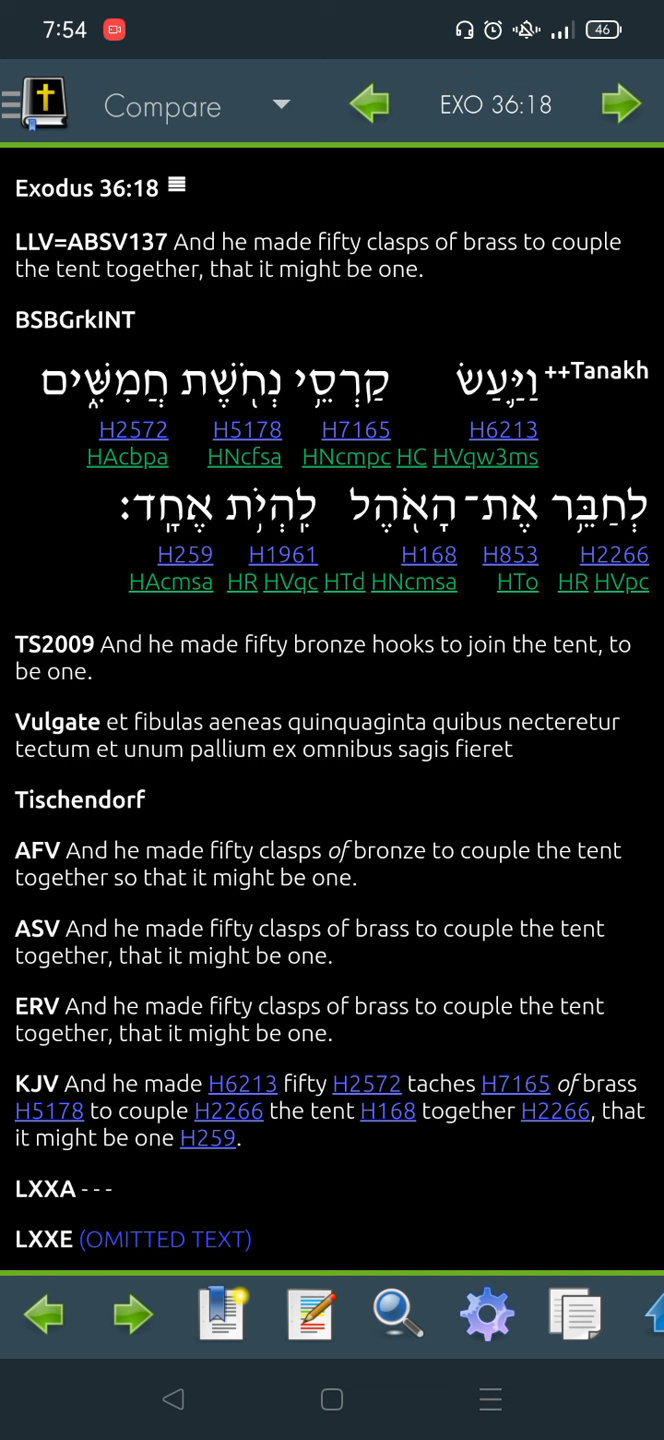 7:54
46
Compare
EXO 36:18
Exodus 36:18
LLV=ABSV137 And he made fifty clasps of brass to couple
the tent together, that it might be one.
BSBGrkINT
++Tanakh וַיַּ֛עַשׂ קַרְסֵ֥י נְחֹ֖שֶׁת חֲמִשִּׁ֑ים
H2572 H5178 H7165 H6213
HAcbpa HNcfsa HNcmpc HC HVqw3ms
לְחַבֵּ֥ר אֶת־הָאֹ֖הֶל לִֽהְיֹ֥ת אֶחָֽד׃
H259 H1961 H168 H853 H2266
HAcmsa HR HVqc HTd HNcmsa HTo HR HVpc
TS2009 And he made fifty bronze hooks to join the tent, to
be one.
Vulgate et fibulas aeneas quinquaginta quibus necteretur
tectum et unum pallium ex omnibus sagis fieret
Tischendorf
AFV And he made fifty clasps of bronze to couple the tent
together so that it might be one.
ASV And he made fifty clasps of brass to couple the tent
together, that it might be one.
ERV And he made fifty clasps of brass to couple the tent
together, that it might be one.
KJV And he made H6213 fifty H2572 taches H7165 of brass
H5178 to couple H2266 the tent H168 together H2266, that
it might be one H259.
LXXA - - -
LXXE (OMITTED TEXT)